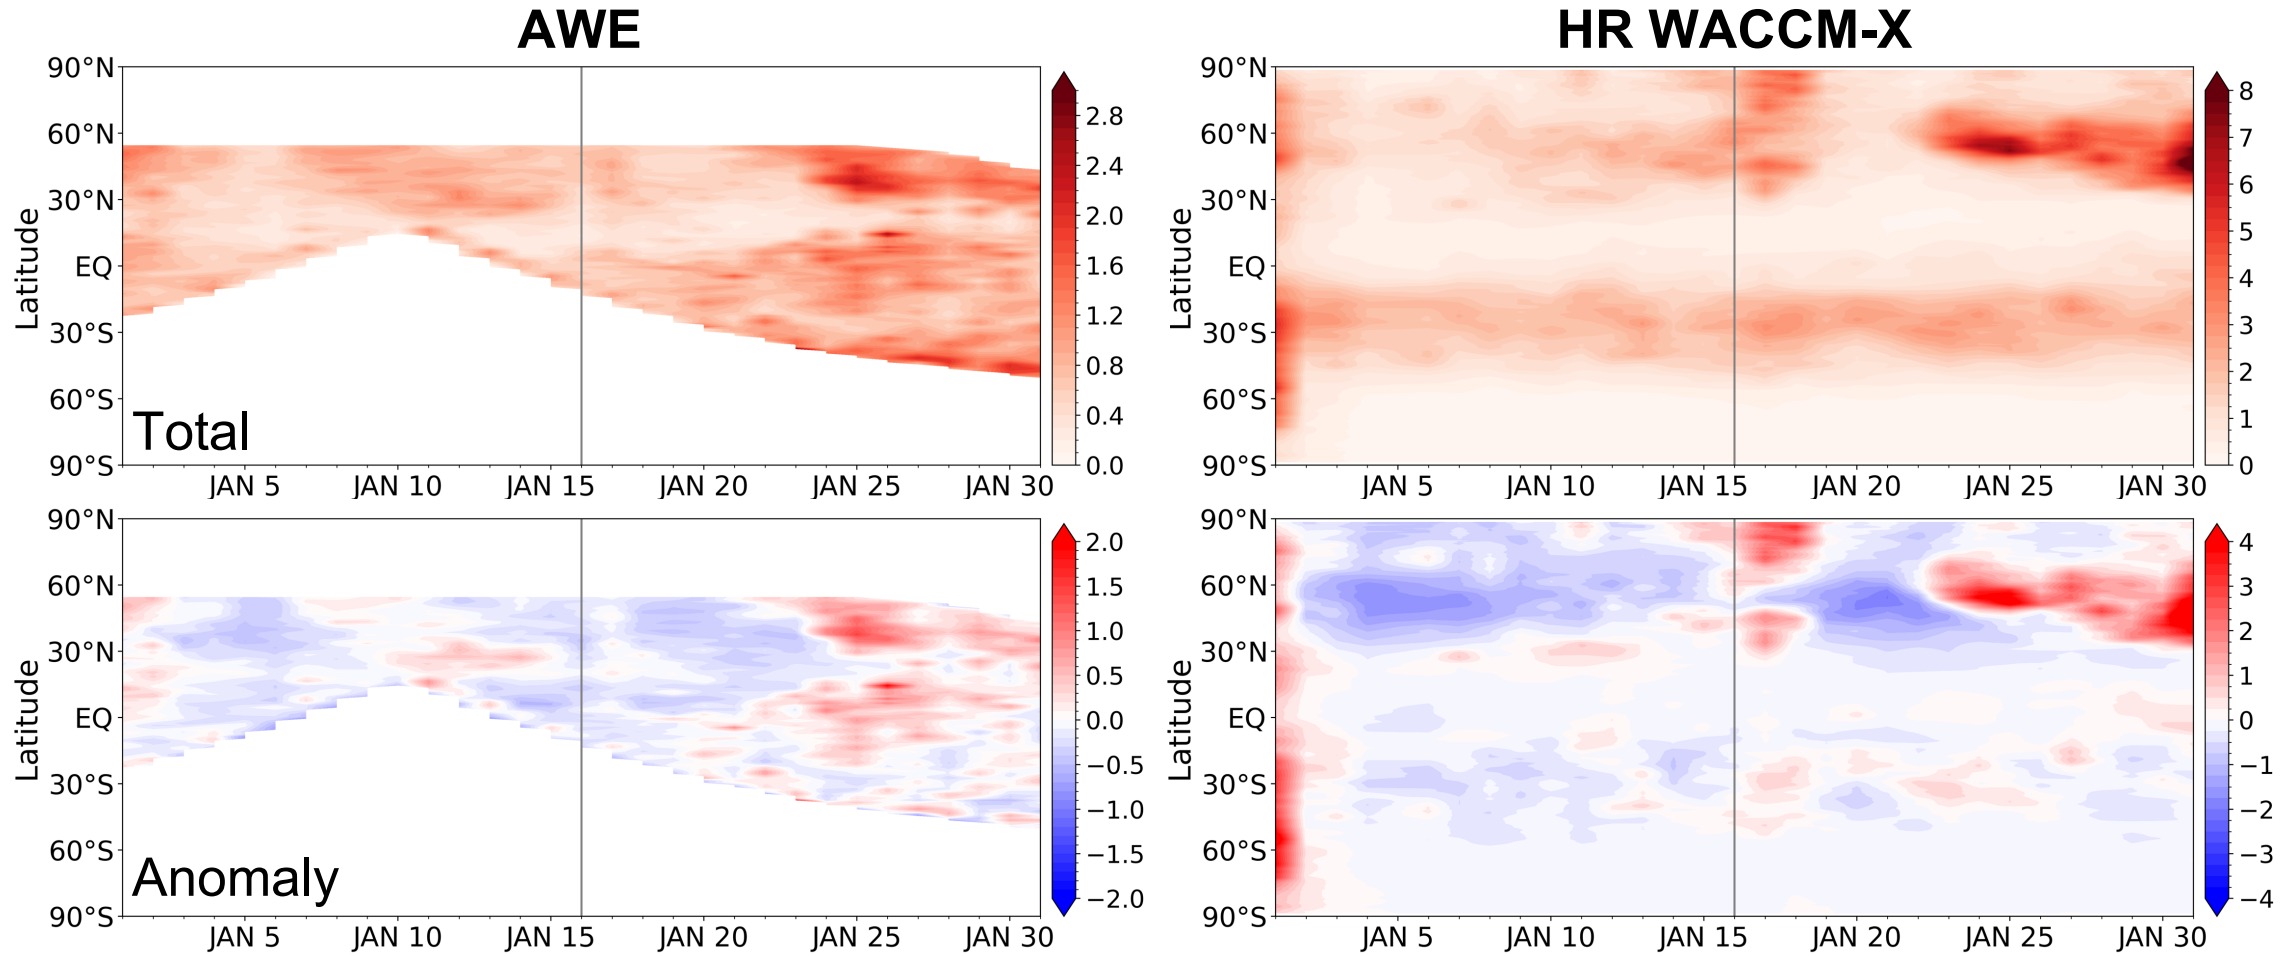 AWE
HR WACCM-X
90°N
60°N
30°N
EQ
30°S
60°S
90°S
Latitude
Total
JAN 5 JAN 10 JAN 15 JAN 20 JAN 25 JAN 30
2.8
2.4
2.0
1.6
1.2
0.8
0.4
0.0
90°N
60°N
30°N
EQ
30°S
60°S
90°S
Latitude
JAN 5 JAN 10 JAN 15 JAN 20 JAN 25 JAN 30
8
7
6
5
4
3
2
1
0
90°N
60°N
30°N
EQ
30°S
60°S
90°S
Latitude
Anomaly
JAN 5 JAN 10 JAN 15 JAN 20 JAN 25 JAN 30
2.0
1.5
1.0
0.5
0.0
−0.5
−1.0
−1.5
−2.0
90°N
60°N
30°N
EQ
30°S
60°S
90°S
Latitude
JAN 5 JAN 10 JAN 15 JAN 20 JAN 25 JAN 30
4
3
2
1
0
−1
−2
−3
−4